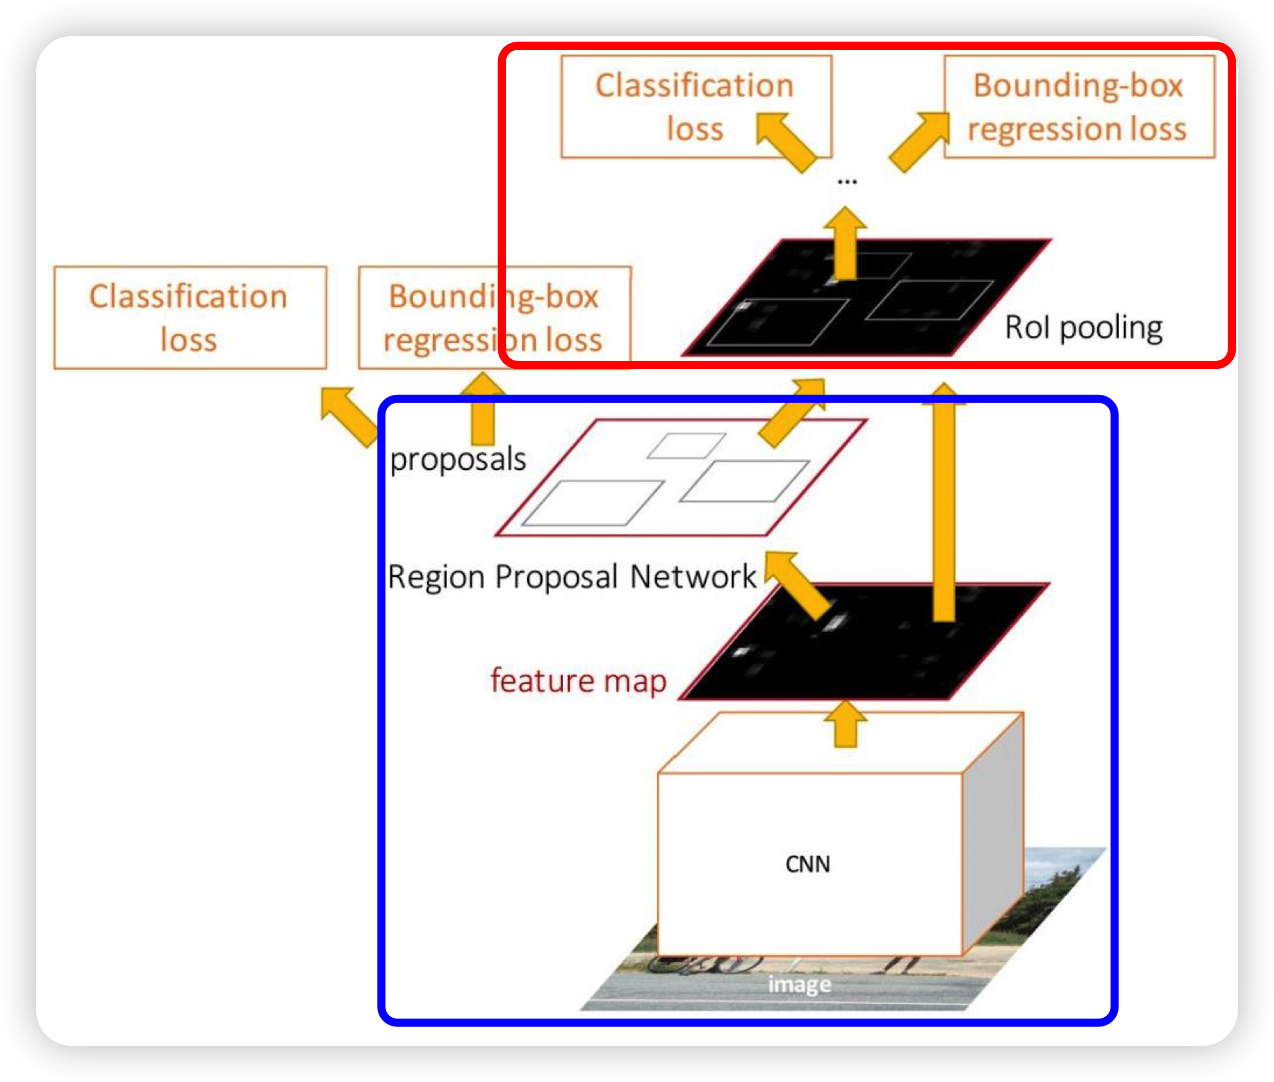 Classification
loss
Bounding-box
regression loss
...
Classification
loss
Bounding-box
regression loss
RoI pooling
proposals
Region Proposal Network
feature map
CNN
image